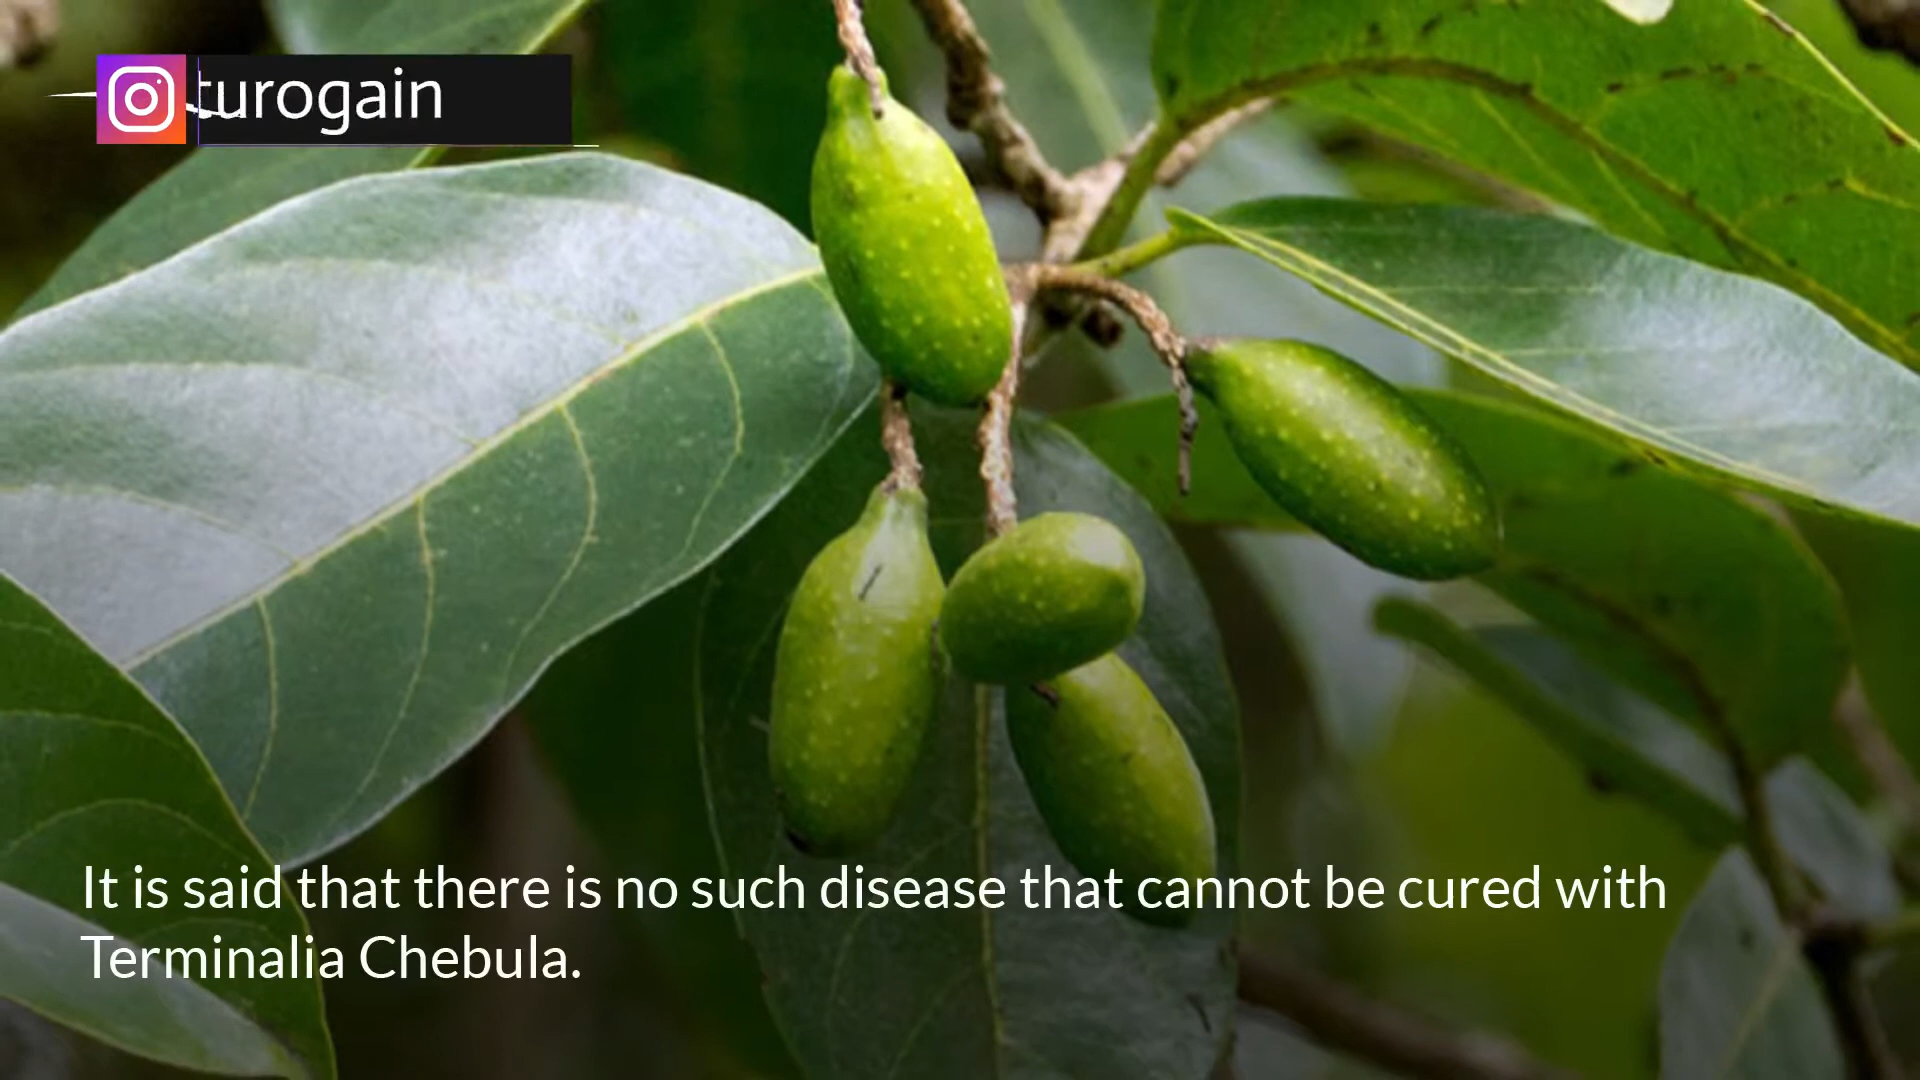 turogain
It is said that there is no such disease that cannot be cured with
Terminalia Chebula.